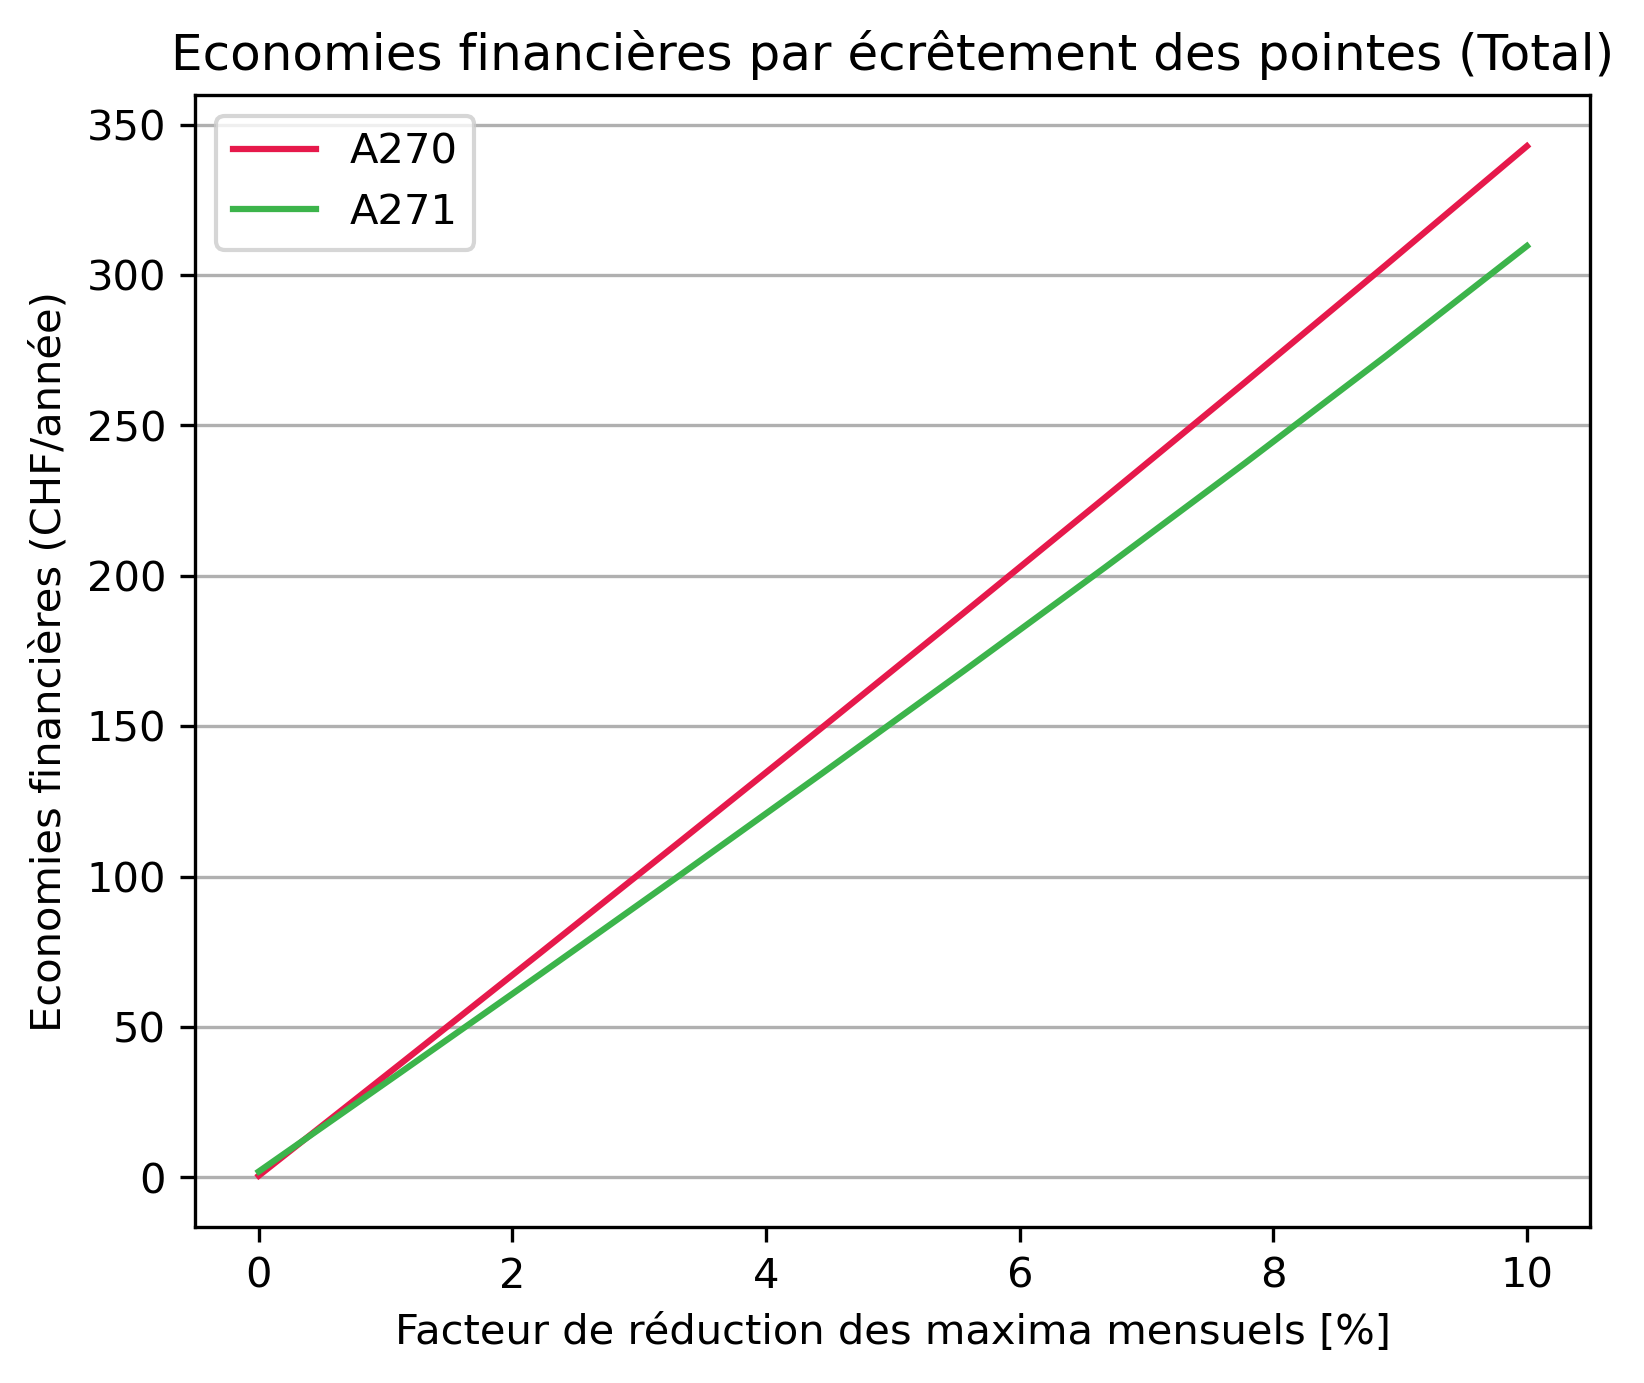 Economies financières par écrêtement des pointes (Total)
A270
A271
350
300
250
200
150
100
50
0
Economies financières (CHF/année)
0 2 4 6 8 10
Facteur de réduction des maxima mensuels [%]